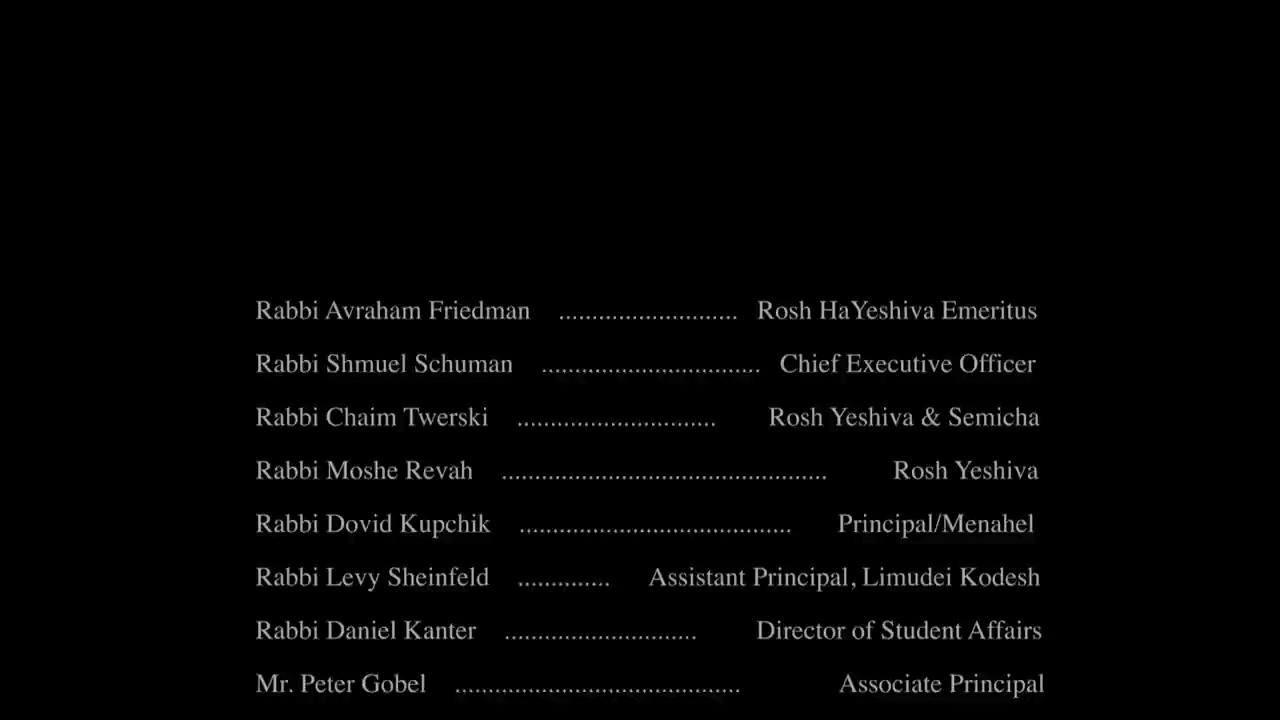 Rabbi Avraham Friedman ........................... Rosh HaYeshiva Emeritus
Rabbi Shmuel Schuman ................................. Chief Executive Officer
Rabbi Chaim Twerski .............................. Rosh Yeshiva & Semicha
Rabbi Moshe Revah ................................................. Rosh Yeshiva
Rabbi Dovid Kupchik ......................................... Principal/Menahel
Rabbi Levy Sheinfeld .............. Assistant Principal, Limudei Kodesh
Rabbi Daniel Kanter ............................. Director of Student Affairs
Mr. Peter Gobel ........................................... Associate Principal